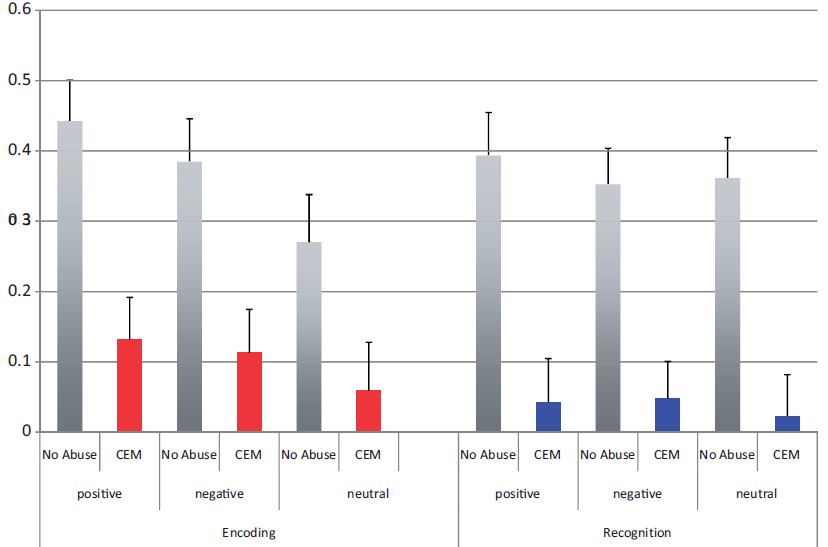 0.6
0.5
0.4
0 3
0.2
0.1
0
No Abuse CEM No Abuse CEM No Abuse CEM No Abuse CEM No Abuse CEM No Abuse CEM
positive negative neutral positive negative neutral
Encoding Recognition